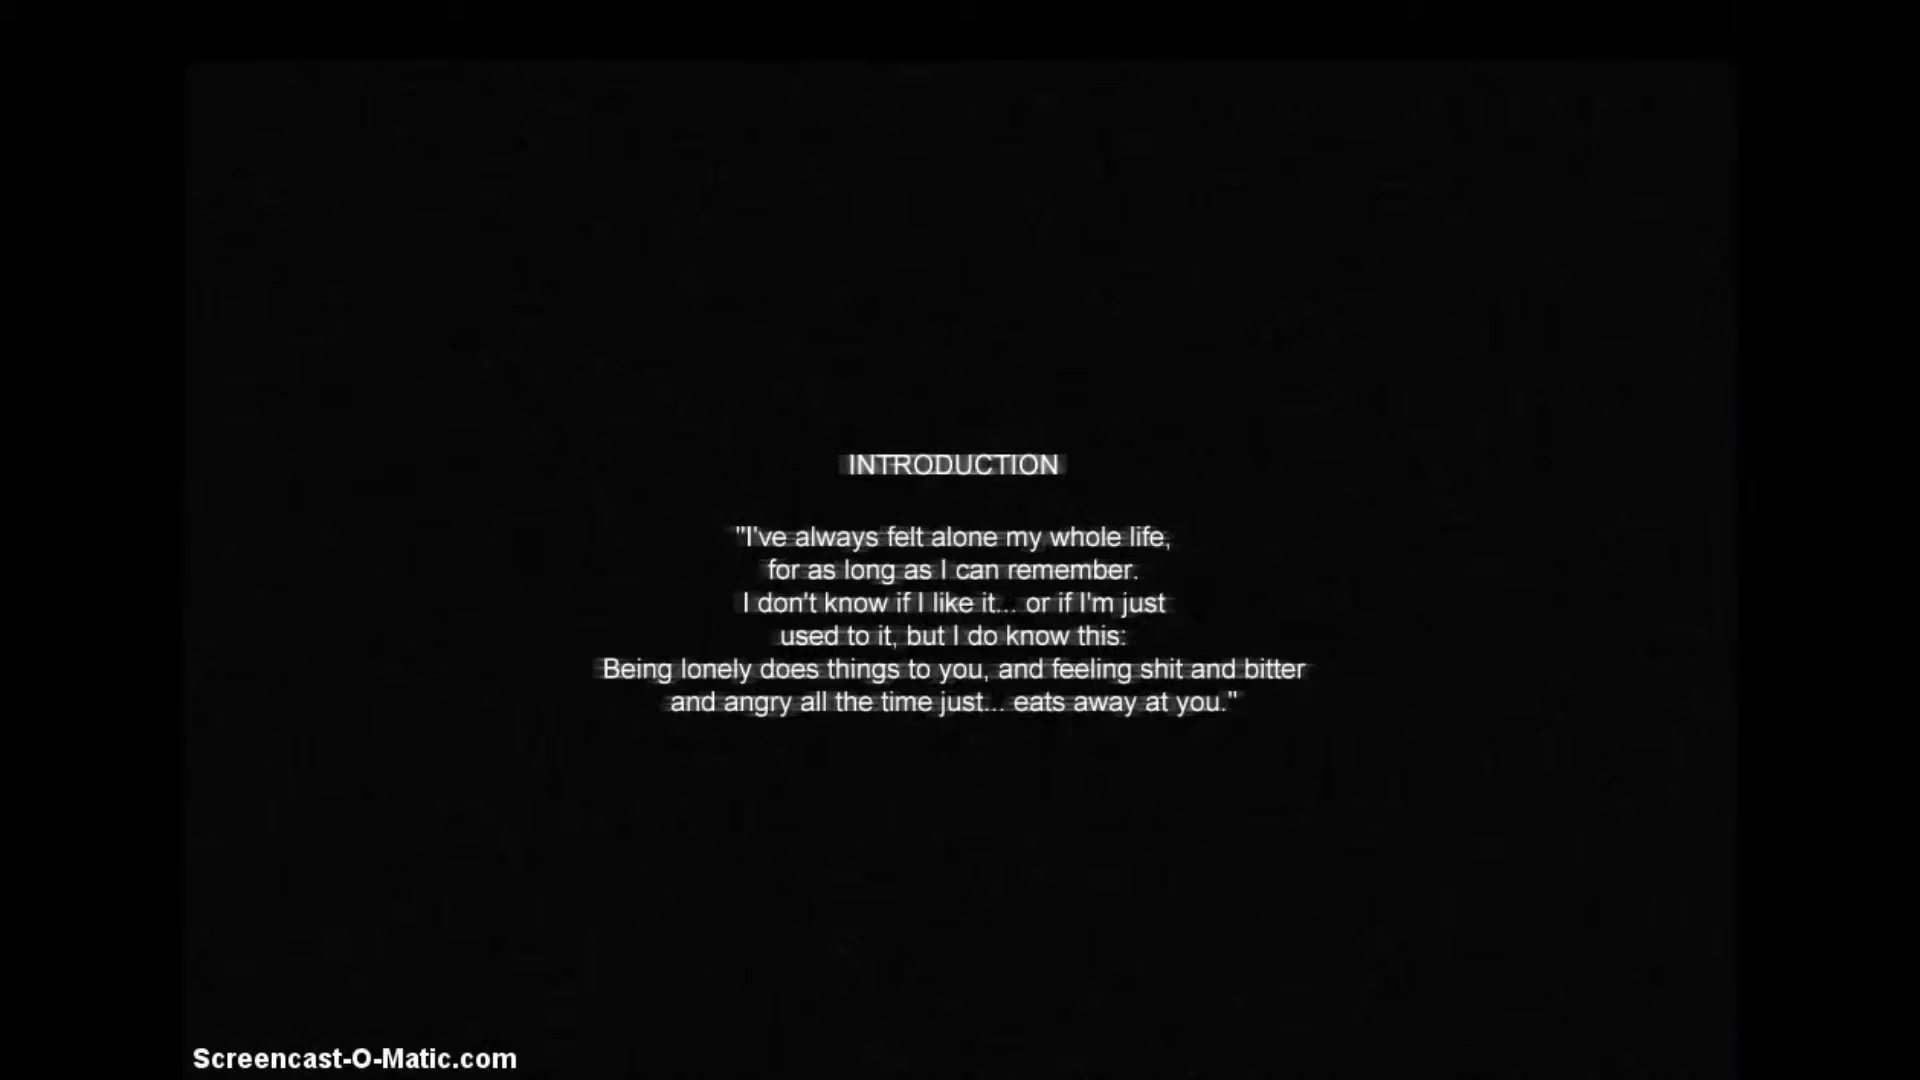 INTRODUCTION
"I've always felt alone my whole life,
for as long as I can remember.
I don't know if I like it... or if I'm just
used to it, but I do know this:
Being lonely does things to you, and feeling shit and bitter
and angry all the time just... eats away at you."
Screencast-O-Matic.com